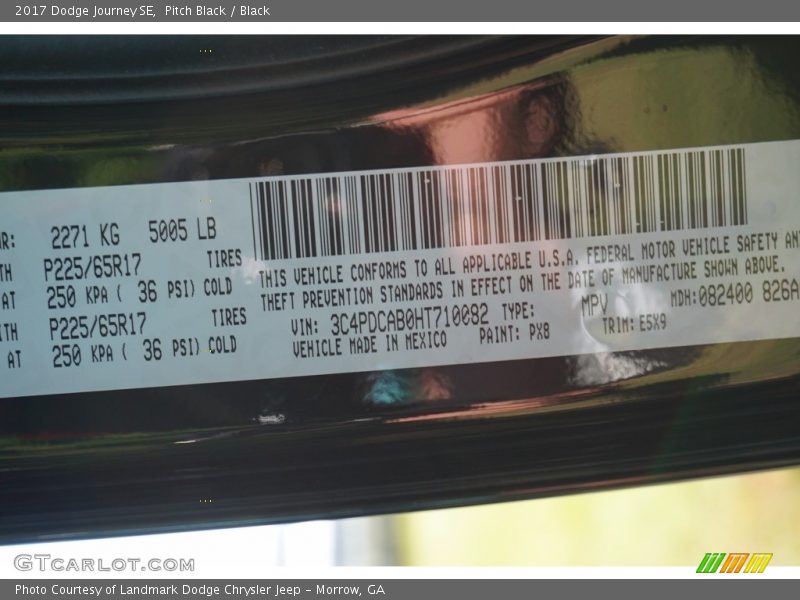 2017 Dodge Journey SE, Pitch Black / Black
2271 KG 5005 LB
P225/65R17 TIRES
AT 250 KPA ( 36 PSI) COLD
P225/65R17 TIRES
AT 250 KPA ( 36 PSI) COLD
THIS VEHICLE CONFORMS TO ALL APPLICABLE U.S.A. FEDERAL MOTOR VEHICLE SAFETY
THEFT PREVENTION STANDARDS IN EFFECT ON THE DATE OF MANUFACTURE SHOWN ABOVE.
VIN: 3C4PDCAB0HT710092 TYPE: MPV MDH: 082400 826A
VEHICLE MADE IN MEXICO PAINT: PX8 TRIM: E5X9
GTCARLOT.COM
Photo Courtesy of Landmark Dodge Chrysler Jeep - Morrow, GA